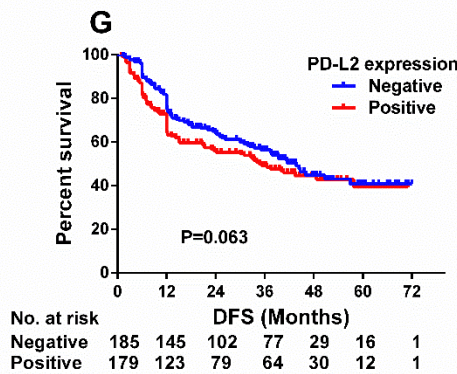 G
PD-L2 expression
Negative
Positive
Percent survival
100
80
60
40
20
0
P=0.063
0 12 24 36 48 60 72
No. at risk DFS (Months)
Negative 185 145 102 77 29 16 1
Positive 179 123 79 64 30 12 1